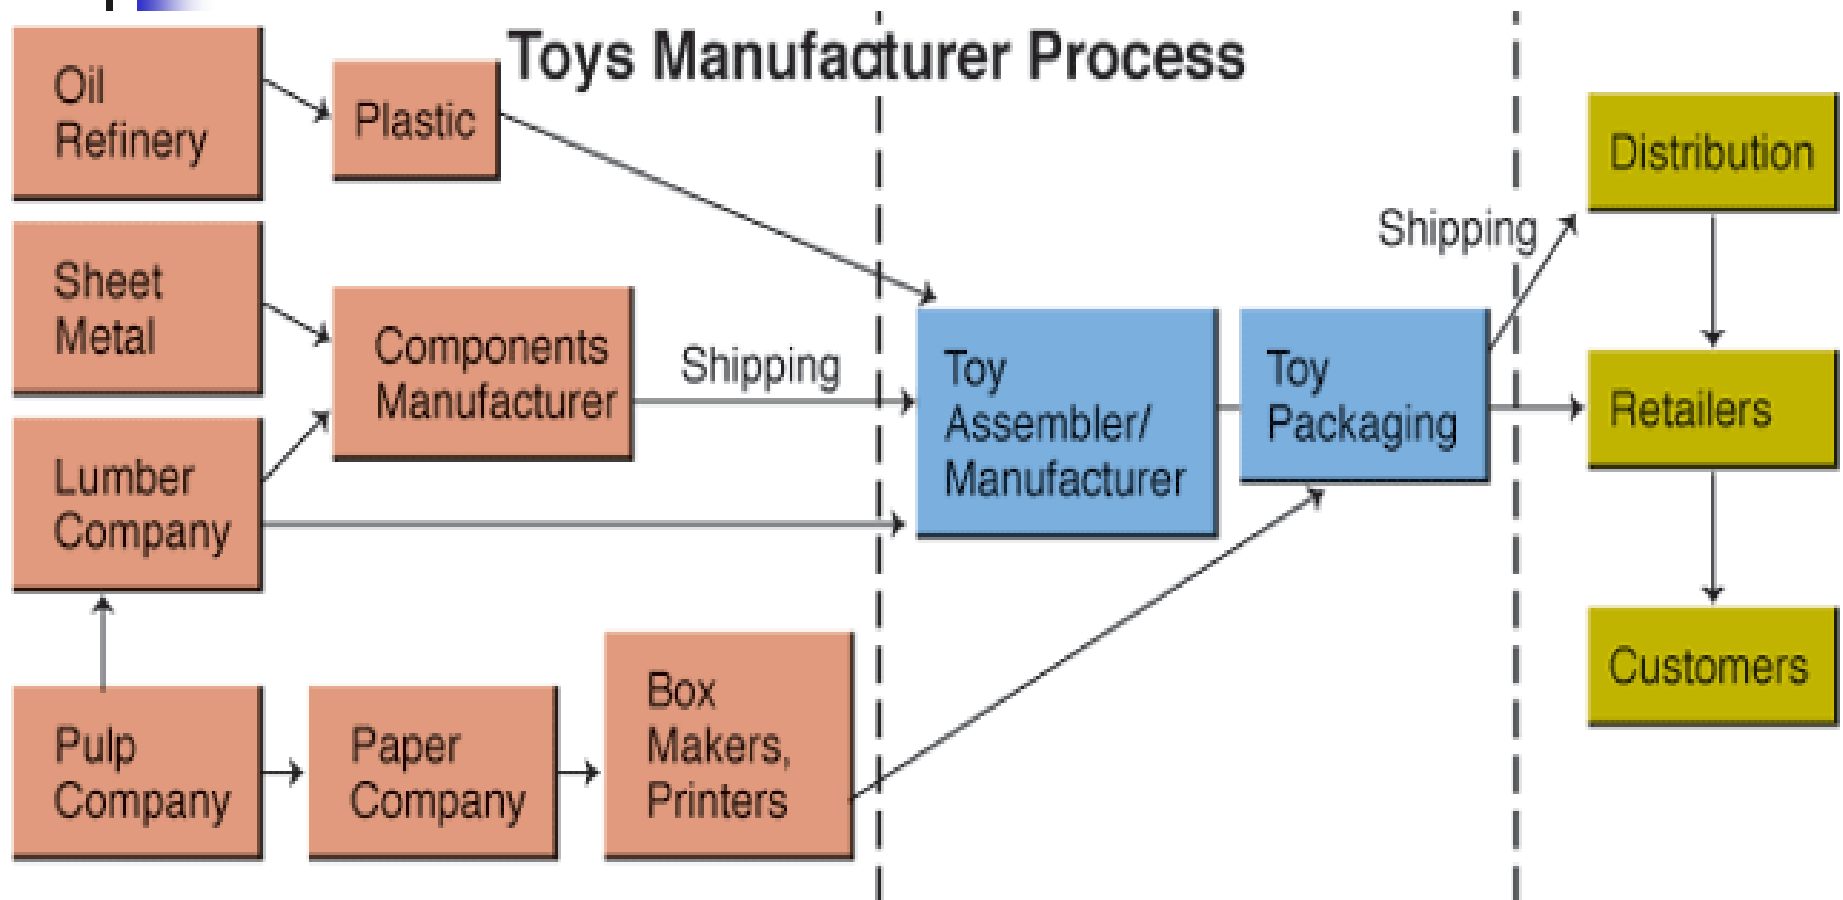 Toys Manufacturer Process
Oil
Refinery
Plastic
Distribution
Shipping
Sheet
Metal
Components
Manufacturer
Shipping
Toy
Assembler/
Manufacturer
Toy
Packaging
Retailers
Lumber
Company
Customers
Pulp
Company
Paper
Company
Box
Makers,
Printers